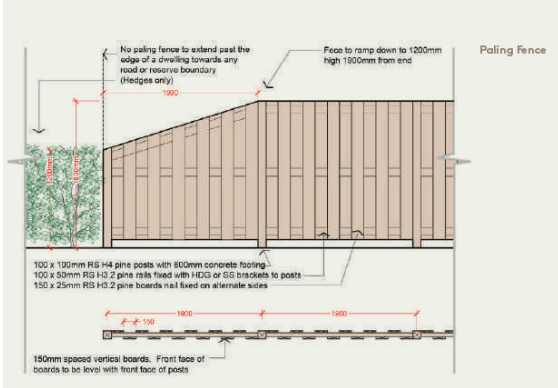 No paling fence to extend past the
edge of a dwelling towards any
road or reserve boundary
(Hedges only)
Fece to ramp down to 1200mm
high 1900mm from end
Paling Fence
1900
1200mm
1830mm
100 x 100mm RS H4 pine posts with 600mm concrete footing
100 x 50mm RS H3.2 pine rails fixed with HDG or SS brackets to posts
150 x 25mm RS H3.2 pine boards nail fixed on alternate sides
1900
1900
150
150mm spaced vertical boards. Front face of
boards to be level with front face of posts